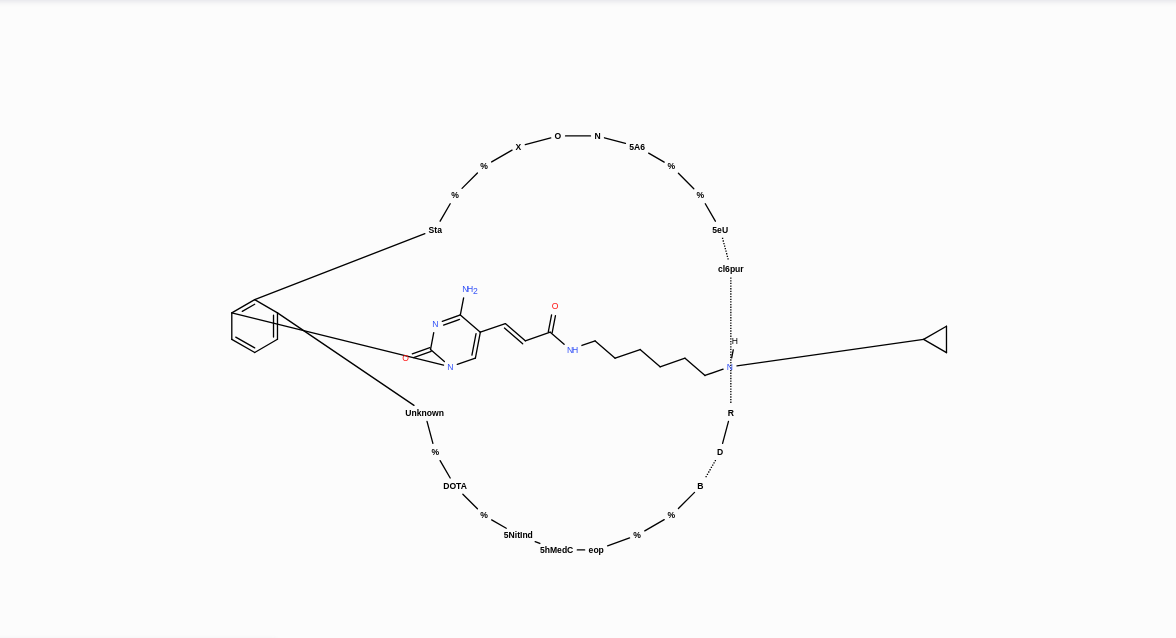 O N
X 5A6
% %
% %
Sta 5eU
cl6pur
NH2
O
N
H
NH
O
N N
Unknown R
% D
DOTA B
% %
5NitInd %
5hMedC eop